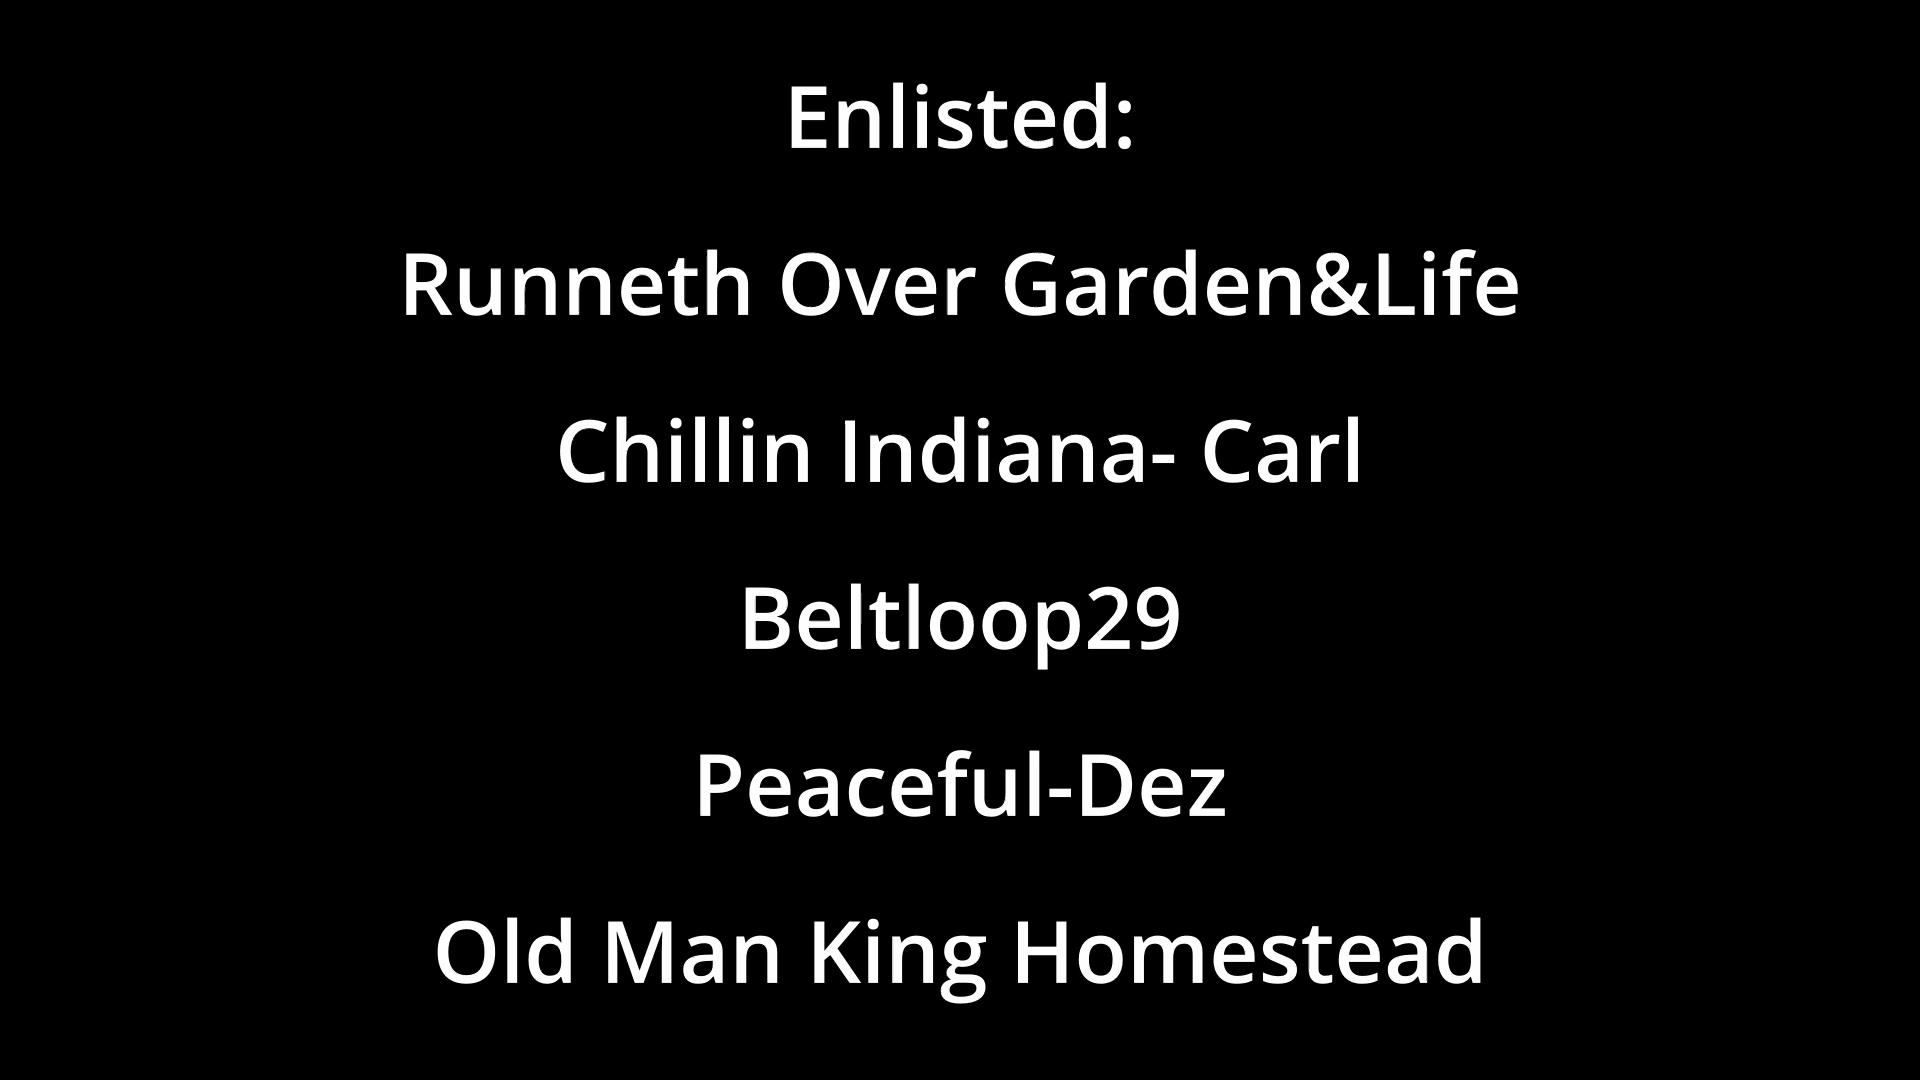 Enlisted:
Runneth Over Garden&Life
Chillin Indiana- Carl
Beltloop29
Peaceful-Dez
Old Man King Homestead